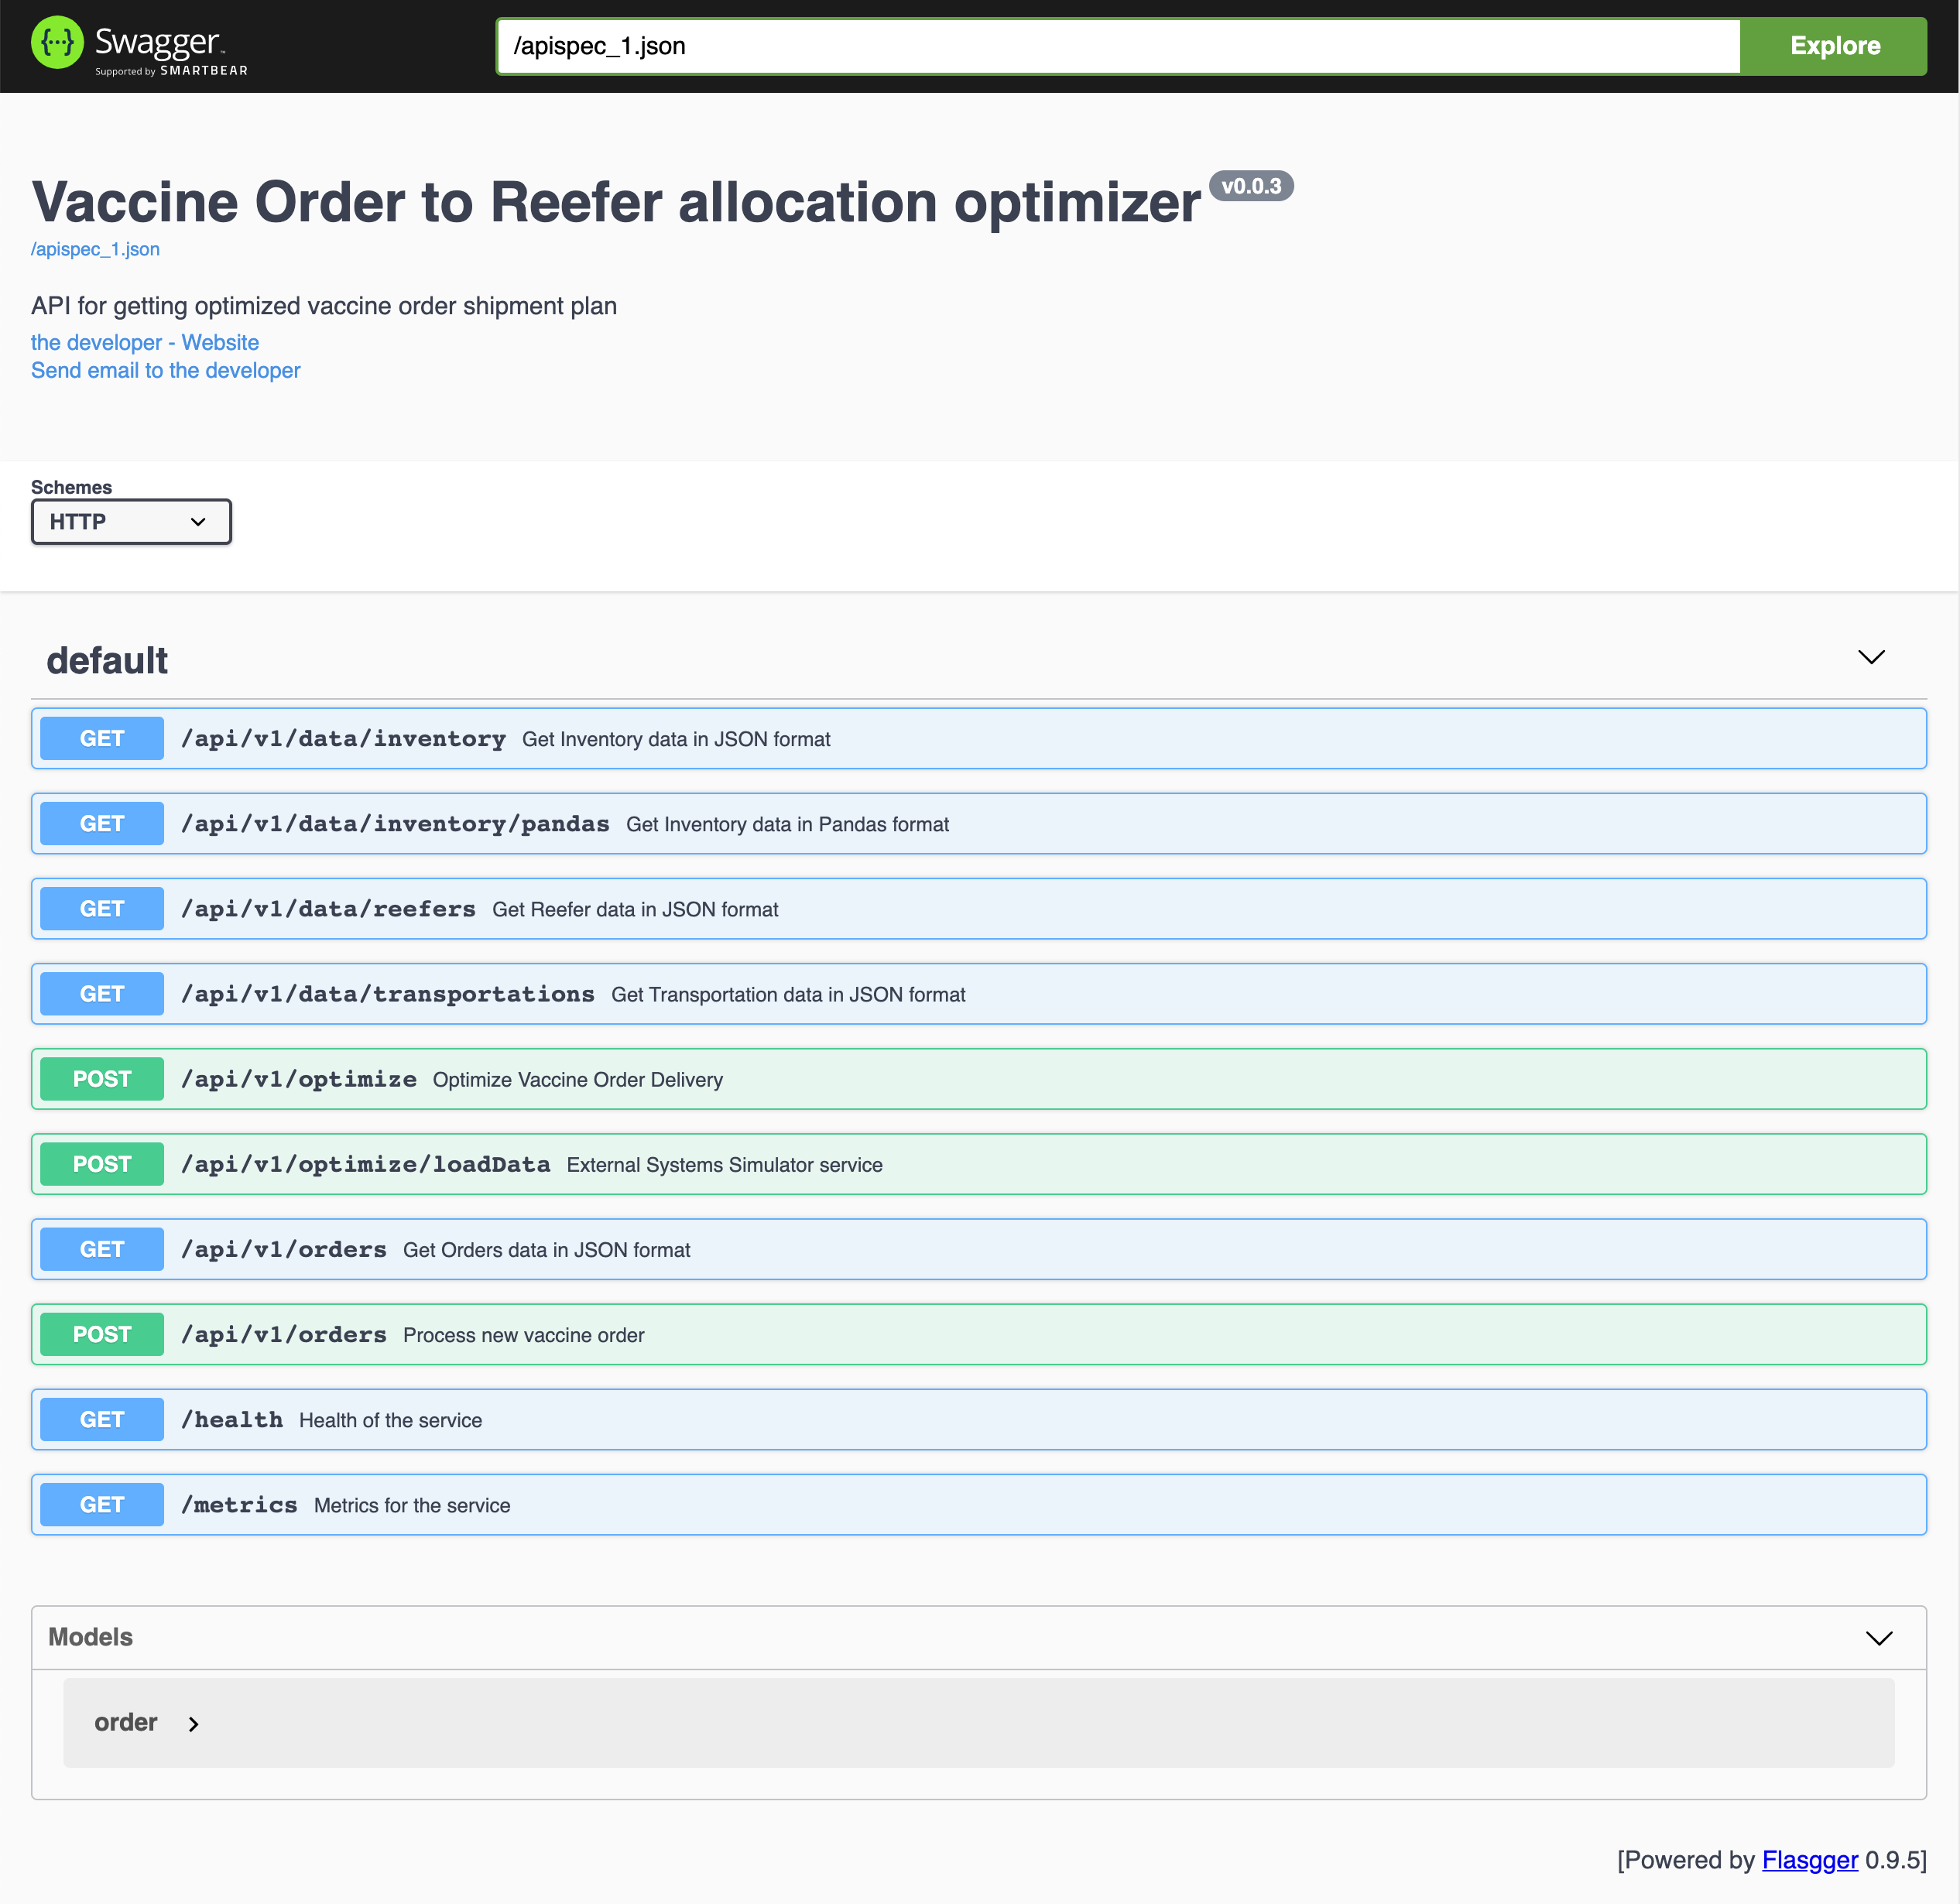 {···} Swagger™
Supported by SMARTBEAR
/apispec_1.json
Explore
Vaccine Order to Reefer allocation optimizer v0.0.3
/apispec_1.json
API for getting optimized vaccine order shipment plan
the developer - Website
Send email to the developer
Schemes
HTTP
default
GET /api/v1/data/inventory Get Inventory data in JSON format
GET /api/v1/data/inventory/pandas Get Inventory data in Pandas format
GET /api/v1/data/reefers Get Reefer data in JSON format
GET /api/v1/data/transportations Get Transportation data in JSON format
POST /api/v1/optimize Optimize Vaccine Order Delivery
POST /api/v1/optimize/loadData External Systems Simulator service
GET /api/v1/orders Get Orders data in JSON format
POST /api/v1/orders Process new vaccine order
GET /health Health of the service
GET /metrics Metrics for the service
Models
order
[Powered by Flasgger 0.9.5]